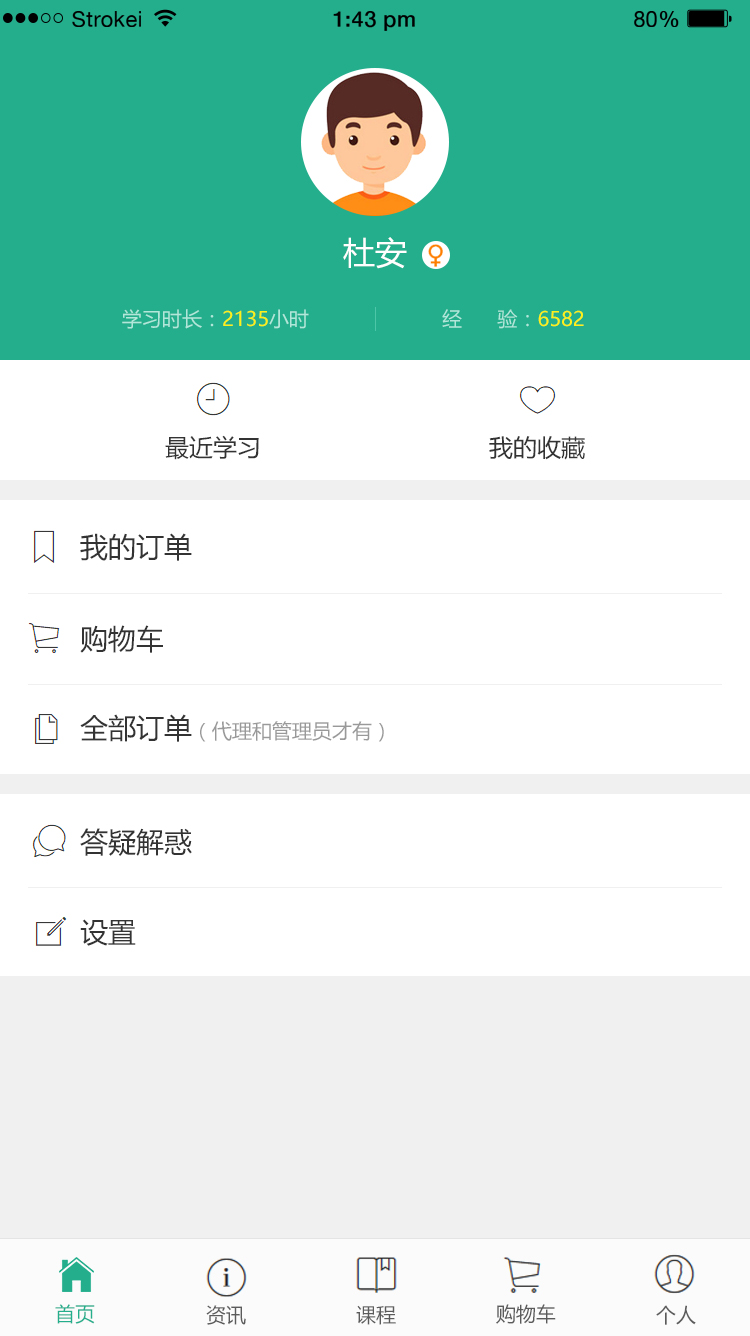 Strokei 1:43 pm 80%
杜安
学习时长：2135小时 经 验：6582
最近学习 我的收藏
我的订单
购物车
全部订单（代理和管理员才有）
答疑解惑
设置
首页 资讯 课程 购物车 个人